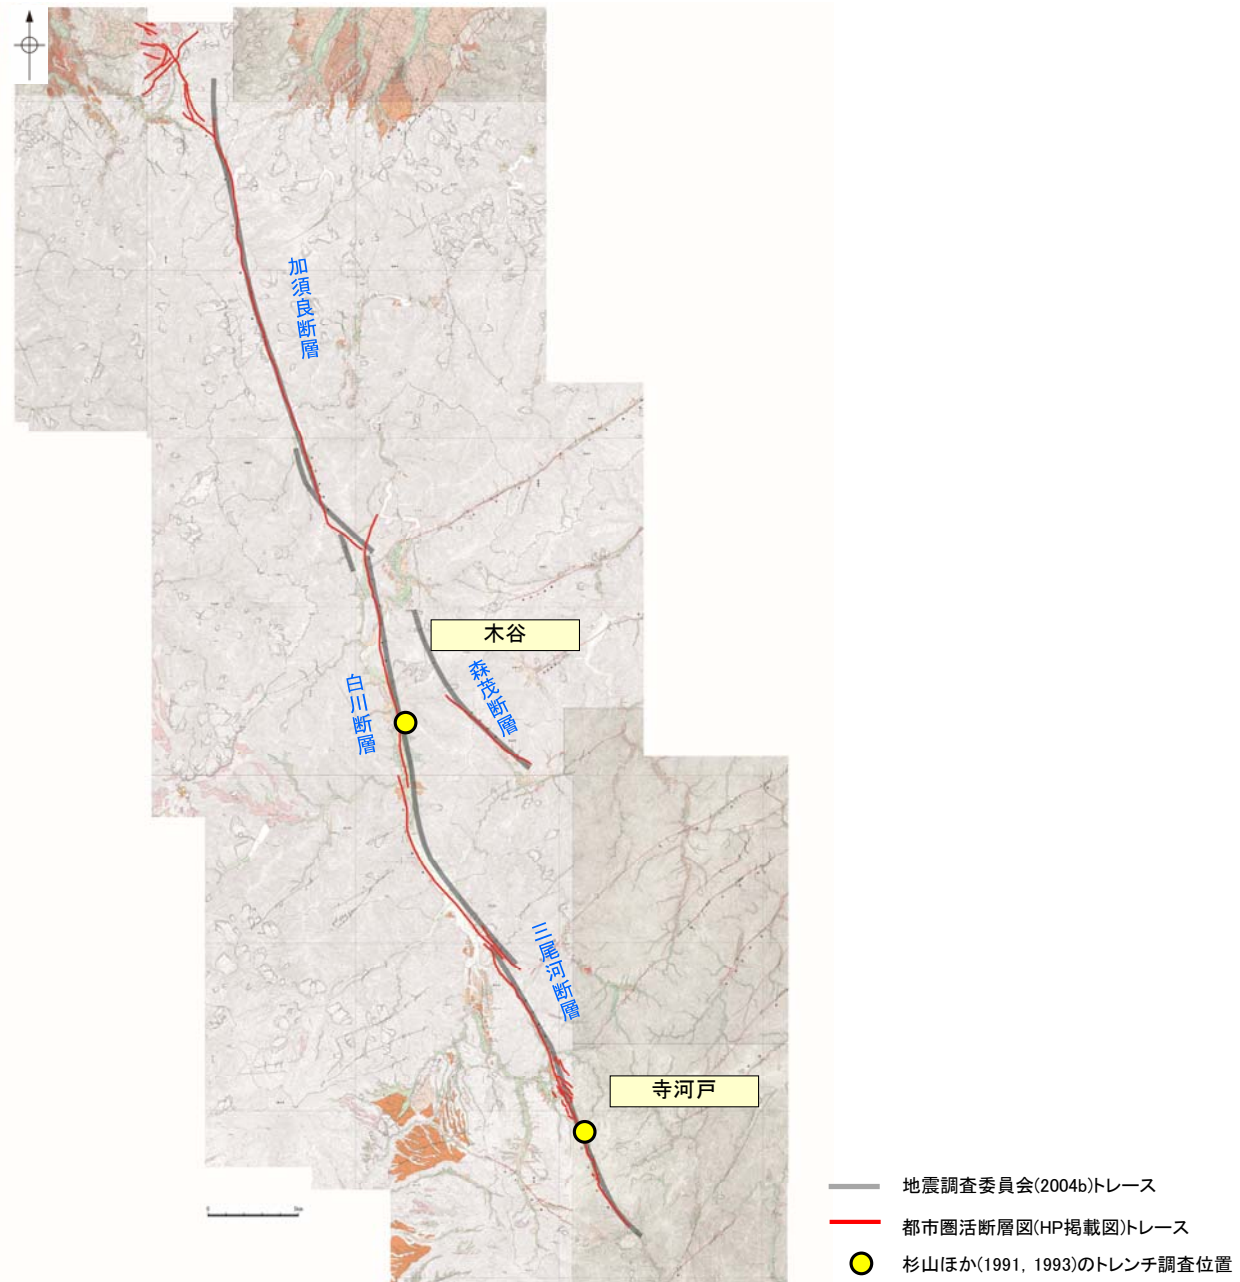 加須良断層
木谷
森茂断層
白川断層
三尾河断層
寺河戸
地震調査委員会(2004b)トレース
都市圏活断層図(HP掲載図)トレース
杉山ほか(1991, 1993)のトレンチ調査位置